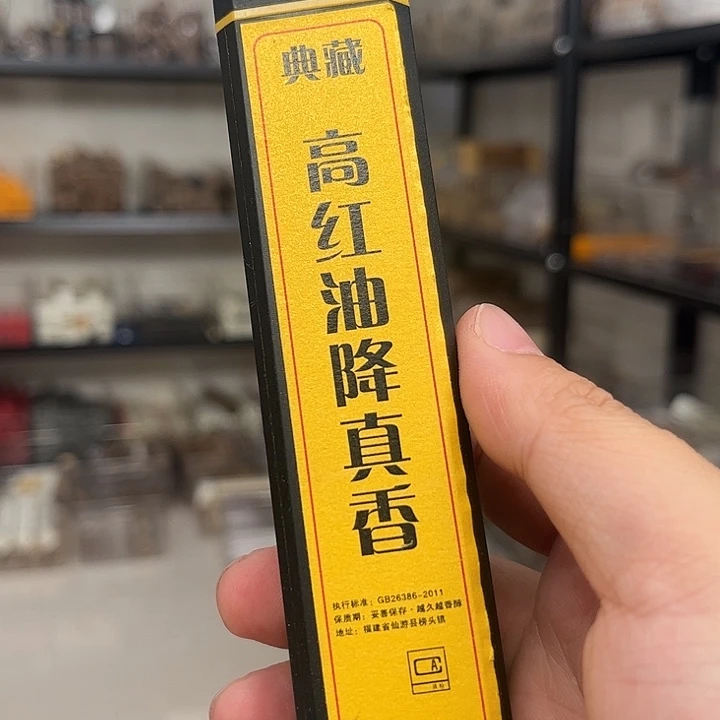 典藏
高红油降真香
执行标准：GB26386-2011
保质期：妥善保存·越久越香醇
地址：福建省仙游县榜头镇
CA